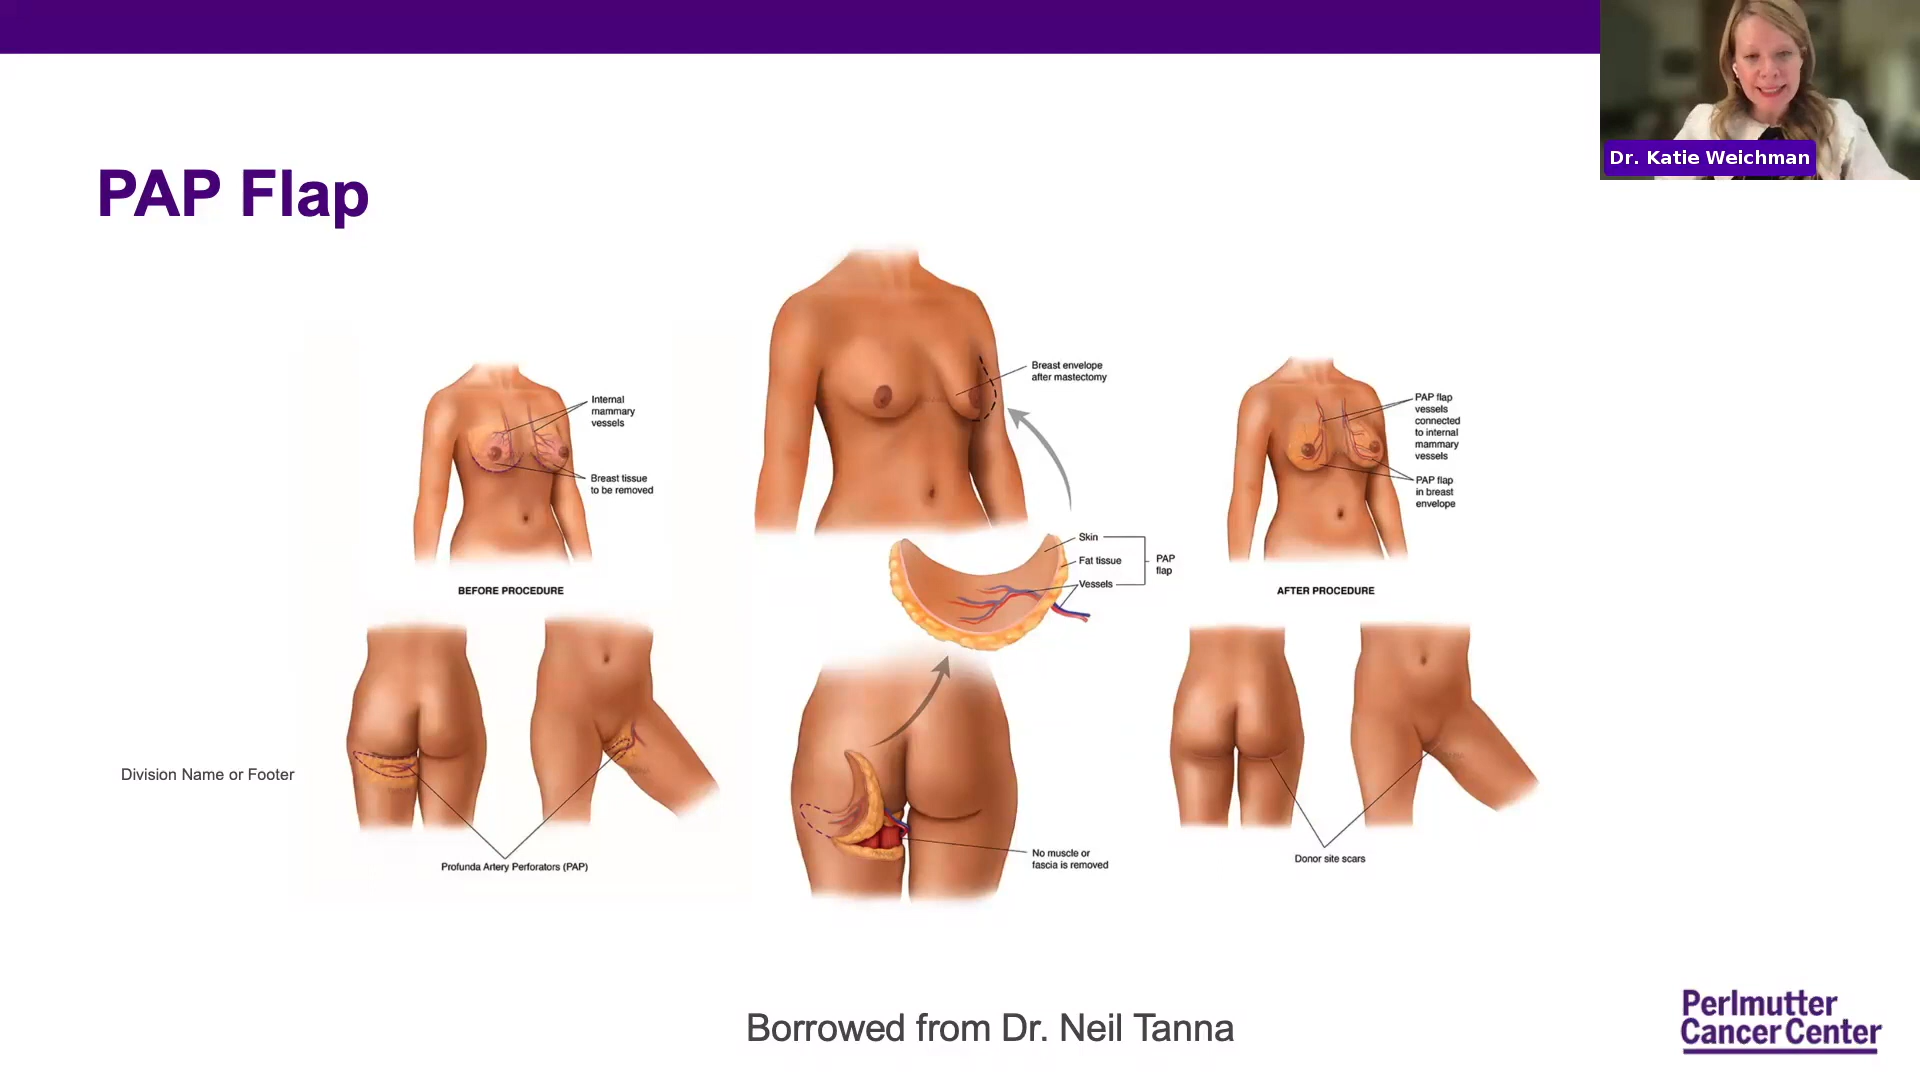 Dr. Katie Weichman
PAP Flap
Internal
mammary
vessels
Breast tissue
to be removed
BEFORE PROCEDURE
Profunda Artery Perforators (PAP)
Breast envelope
after mastectomy
Skin
Fat tissue
Vessels
PAP
flap
No muscle or
fascia is removed
PAP flap
vessels
connected
to internal
mammary
vessels
PAP flap
in breast
envelope
AFTER PROCEDURE
Donor site scars
Division Name or Footer
Borrowed from Dr. Neil Tanna
Perlmutter
Cancer Center